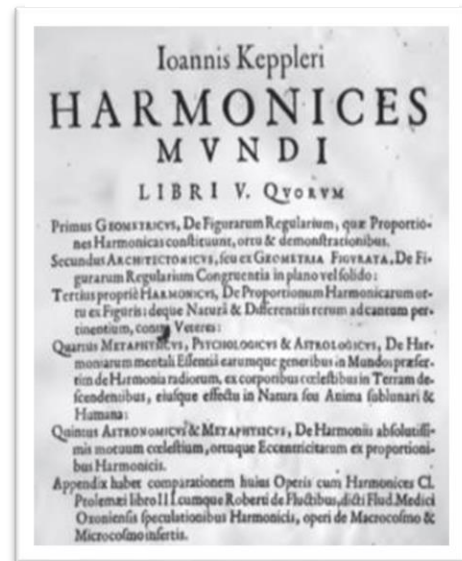 Ioannis Keppleri
HARMONICES
MVNDI
LIBRI V. QVORVM
Primus GEOMETRICVS, De Figurarum Regularium, quæ Proportio-
nes Harmonicas constituunt, ortu & demonstrationibus.
Secundus ARCHITECTONICVS, seu ex GEOMETRIA FIGVRATA, De Fi-
gurarum Regularium Congruentia in plano vel solido:
Tertius propriè HARMONICVS, De Proportionum Harmonicarum or-
tu ex Figuris; deque Naturâ & Differentiis rerum ad cantum per-
tinentium, contra Veteres:
Quartus METAPHYSICVS, PSYCHOLOGICVS & ASTROLOGICVS, De Har-
moniarum mentali Essentiâ earumque generibus in Mundo; præser-
tim de Harmonia radiorum, ex corporibus cœlestibus in Terram de-
scendentibus, eiusque effectu in Natura seu Anima sublunari &
Humana:
Quintus ASTRONOMICVS & METAPHYSICVS, De Harmoniis absolutissi-
mis motuum cœlestium, ortuque Eccentricitatum ex proportioni-
bus Harmonicis.
Appendix habet comparationem huius Operis cum Harmonices Cl.
Ptolemæi libro III. cumque Roberti de Fluctibus, dicti Flud. Medici
Oxoniensis speculationibus Harmonicis, operi de Macrocosmo &
Microcosmo insertis.